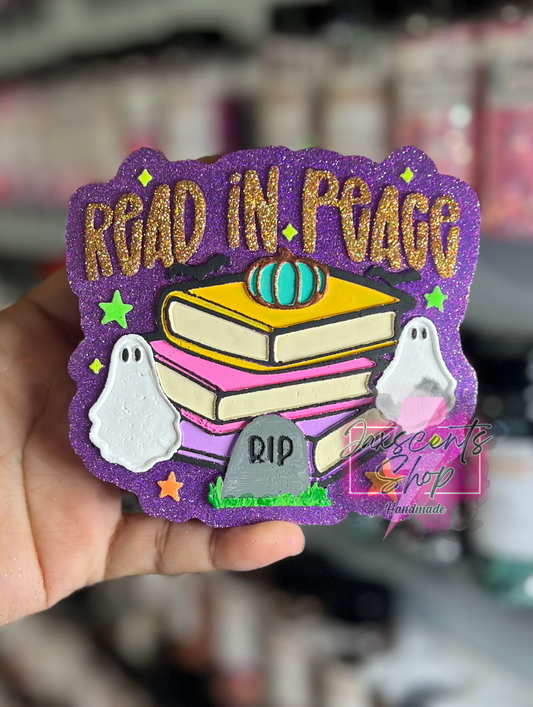 READ IN PEACE
RIP
Jaxscents
Shop
Handmade